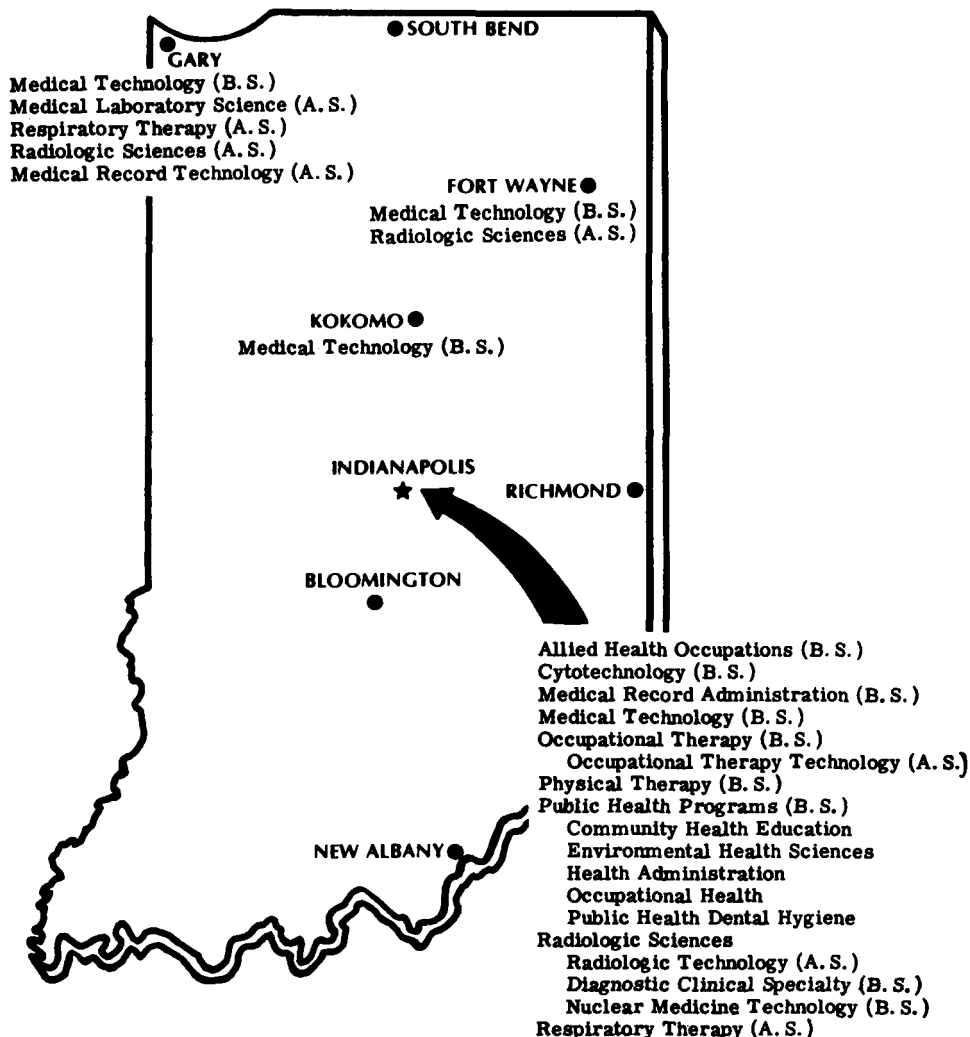 SOUTH BEND
GARY
Medical Technology (B.S.)
Medical Laboratory Science (A.S.)
Respiratory Therapy (A.S.)
Radiologic Sciences (A.S.)
Medical Record Technology (A.S.)
FORT WAYNE
Medical Technology (B.S.)
Radiologic Sciences (A.S.)
KOKOMO
Medical Technology (B.S.)
INDIANAPOLIS
RICHMOND
BLOOMINGTON
Allied Health Occupations (B.S.)
Cytotechnology (B.S.)
Medical Record Administration (B.S.)
Medical Technology (B.S.)
Occupational Therapy (B.S.)
Occupational Therapy Technology (A.S.)
Physical Therapy (B.S.)
Public Health Programs (B.S.)
Community Health Education
Environmental Health Sciences
Health Administration
Occupational Health
Public Health Dental Hygiene
Radiologic Sciences
Radiologic Technology (A.S.)
Diagnostic Clinical Specialty (B.S.)
Nuclear Medicine Technology (B.S.)
Respiratory Therapy (A.S.)
NEW ALBANY